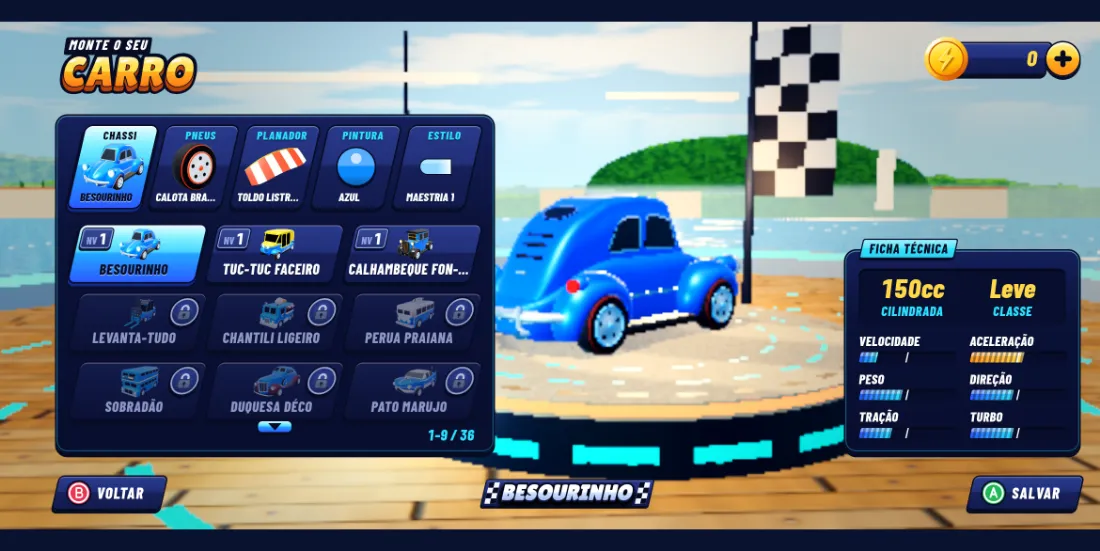 MONTE O SEU
CARRO
0
CHASSI
BESOURINHO
PNEUS
CALOTA BRA...
PLANADOR
TOLDO LISTR...
PINTURA
AZUL
ESTILO
MAESTRIA 1
NV 1
BESOURINHO
NV 1
TUC-TUC FACEIRO
NV 1
CALHAMBEQUE FON-...
LEVANTA-TUDO
CHANTILI LIGEIRO
PERUA PRAIANA
SOBRADÃO
DUQUESA DÉCO
PATO MARUJO
1-9 / 36
FICHA TÉCNICA
150cc
CILINDRADA
Leve
CLASSE
VELOCIDADE
ACELERAÇÃO
PESO
DIREÇÃO
TRAÇÃO
TURBO
B VOLTAR
BESOURINHO
A SALVAR